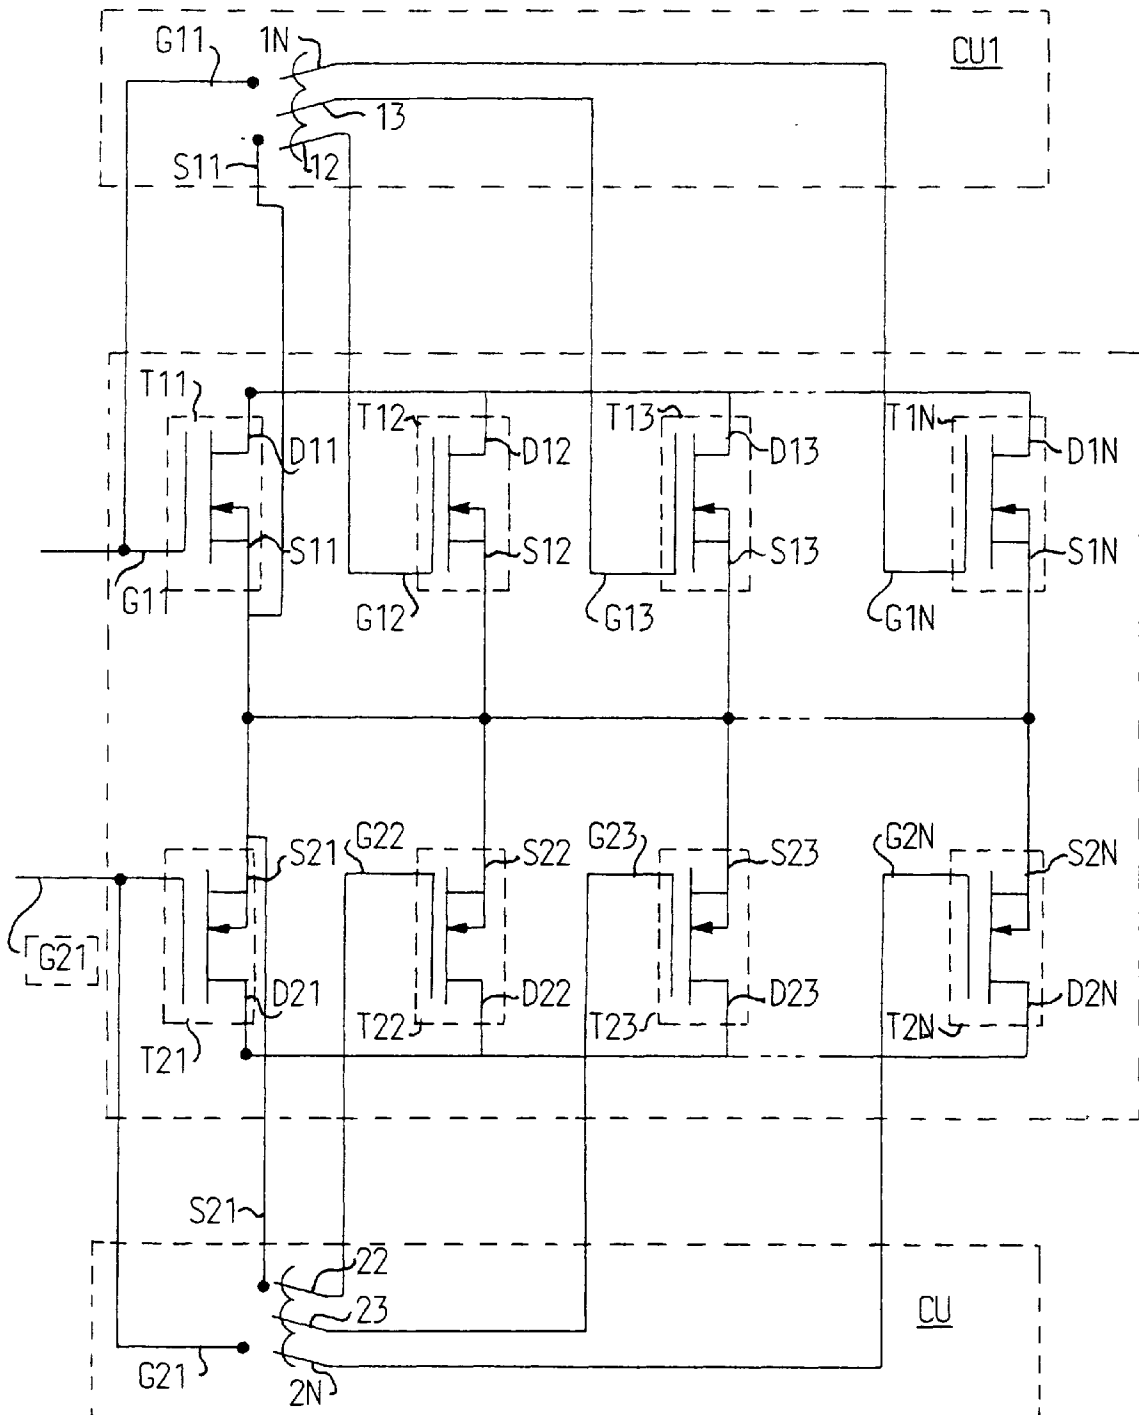 G11 1N CU1
13
S11 12
T11 T12 T13 T1N
D11 D12 D13 D1N
S11 S12 S13 S1N
G11 G12 G13 G1N
G22 G23 G2N
S21 S22 S23 S2N
G21
D21 D22 D23 D2N
T21 T22 T23 T2N
S21
22
23 CU
G21 2N